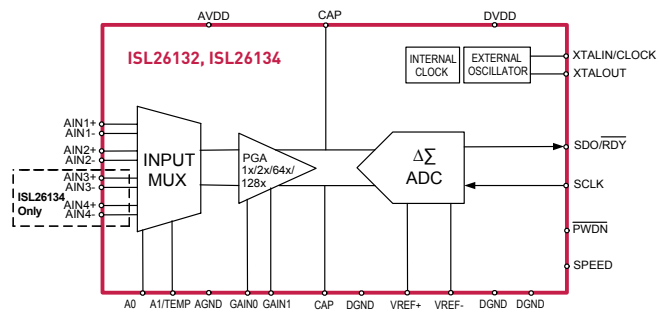 AVDD CAP DVDD
ISL26132, ISL26134
INTERNAL
CLOCK
EXTERNAL
OSCILLATOR
XTALIN/CLOCK
XTALOUT
AIN1+
AIN3-
AIN2+
AIN2-
AIN3+
AIN3-
AIN4+
AIN4-
ISL26134
Only
INPUT
MUX
PGA
1x/2x/64x/
128x
ΔΣ
ADC
SDO/RDY
SCLK
PWDN
SPEED
A0 A1/TEMP AGND GAIN0 GAIN1 CAP DGND VREF+ VREF- DGND DGND